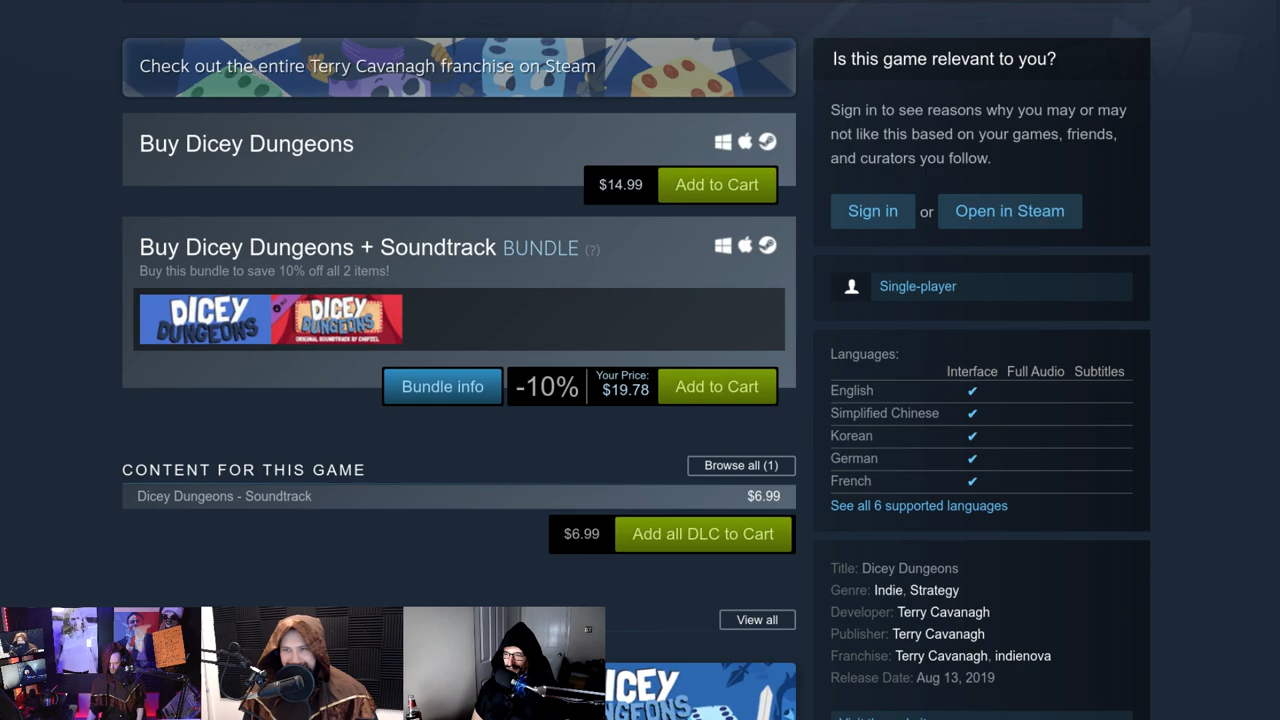 Check out the entire Terry Cavanagh franchise on Steam
Buy Dicey Dungeons
$14.99
Add to Cart
Buy Dicey Dungeons + Soundtrack BUNDLE (?)
Buy this bundle to save 10% off all 2 items!
DICEY
DUNGEONS
DICEY
DUNGEONS
ORIGINAL SOUNDTRACK BY CHIPZEL
Bundle info
-10%
Your Price:
$19.78
Add to Cart
CONTENT FOR THIS GAME
Browse all (1)
Dicey Dungeons - Soundtrack
$6.99
$6.99
Add all DLC to Cart
View all
Is this game relevant to you?
Sign in to see reasons why you may or may
not like this based on your games, friends,
and curators you follow.
Sign in or Open in Steam
Single-player
Languages:
Interface Full Audio Subtitles
English ✔
Simplified Chinese ✔
Korean ✔
German ✔
French ✔
See all 6 supported languages
Title: Dicey Dungeons
Genre: Indie, Strategy
Developer: Terry Cavanagh
Publisher: Terry Cavanagh
Franchise: Terry Cavanagh, indienova
Release Date: Aug 13, 2019